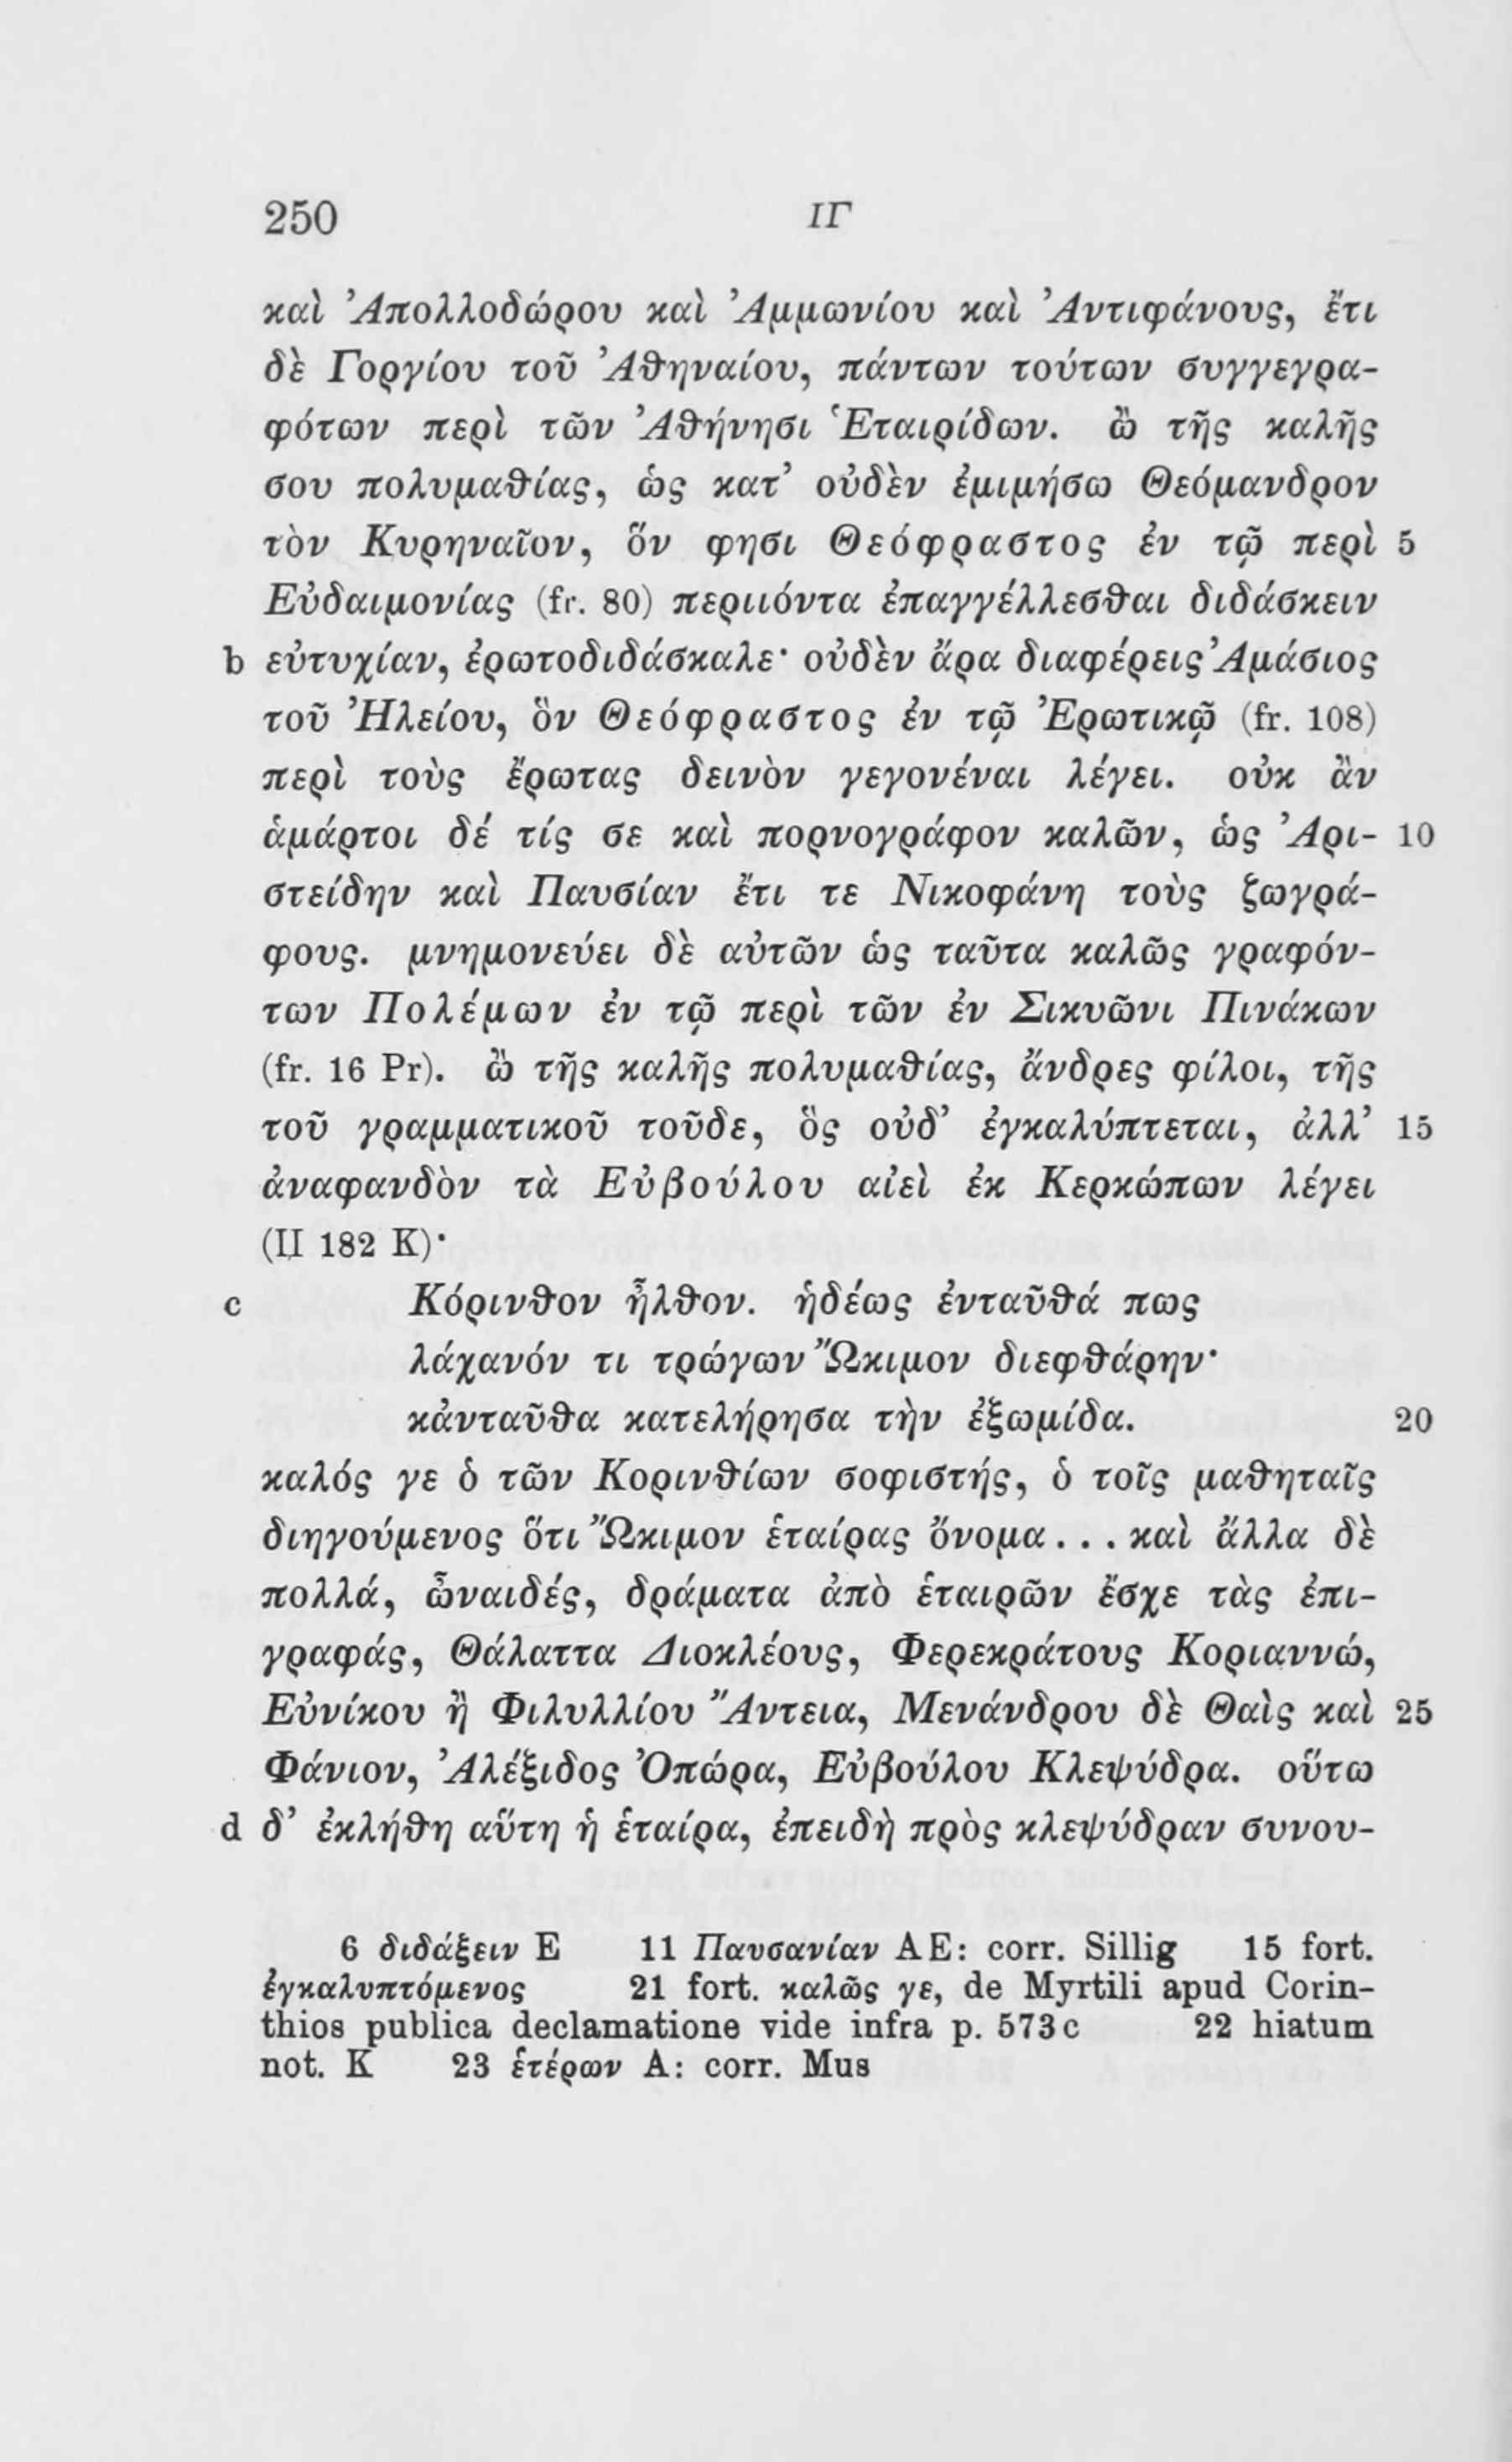 250 ΙΓ
καὶ Ἀπολλοδώρου καὶ Ἀμμωνίου καὶ Ἀντιφάνους, ἔτι
δὲ Γοργίου τοῦ Ἀθηναίου, πάντων τούτων συγγεγρα-
φότων περὶ τῶν Ἀθήνησι Ἑταιρίδων. ὢ τῆς καλῆς
σου πολυμαθίας, ὡς κατ’ οὐδὲν ἐμιμήσω Θεόμανδρον
τὸν Κυρηναῖον, ὅν φησι Θεόφραστος ἐν τῷ περὶ 5
Εὐδαιμονίας (fr. 80) περιιόντα ἐπαγγέλλεσθαι διδάσκειν
b εὐτυχίαν, ἐρωτοδιδάσκαλε· οὐδὲν ἄρα διαφέρεις Ἀμάσιος
τοῦ Ἠλείου, ὃν Θεόφραστος ἐν τῷ Ἐρωτικῷ (fr. 108)
περὶ τοὺς ἔρωτας δεινὸν γεγονέναι λέγει. οὐκ ἂν
ἁμάρτοι δέ τίς σε καὶ πορνογράφον καλῶν, ὡς Ἀρι- 10
στείδην καὶ Παυσίαν ἔτι τε Νικοφάνη τοὺς ζωγρά-
φους. μνημονεύει δὲ αὐτῶν ὡς ταῦτα καλῶς γραφόν-
των Πολέμων ἐν τῷ περὶ τῶν ἐν Σικυῶνι Πινάκων
(fr. 16 Pr). ὢ τῆς καλῆς πολυμαθίας, ἄνδρες φίλοι, τῆς
τοῦ γραμματικοῦ τοῦδε, ὃς οὐδ’ ἐγκαλύπτεται, ἀλλ’ 15
ἀναφανδὸν τὰ Εὐβούλου αἰεὶ ἐκ Κερκώπων λέγει
(II 182 K)·
c Κόρινθον ἦλθον. ἡδέως ἐνταῦθά πως
λάχανόν τι τρώγων Ὤκιμον διεφθάρην·
κἀνταῦθα κατελήρησα τὴν ἐξωμίδα. 20
καλός γε ὁ τῶν Κορινθίων σοφιστής, ὁ τοῖς μαθηταῖς
διηγούμενος ὅτι Ὤκιμον ἑταίρας ὄνομα . . . καὶ ἄλλα δὲ
πολλά, ὦναιδές, δράματα ἀπὸ ἑταιρῶν ἔσχε τὰς ἐπι-
γραφάς, Θάλαττα Διοκλέους, Φερεκράτους Κοριαννώ,
Εὐνίκου ἢ Φιλυλλίου Ἄντεια, Μενάνδρου δὲ Θαὶς καὶ 25
Φάνιον, Ἀλέξιδος Ὀπώρα, Εὐβούλου Κλεψύδρα. οὕτω
d δ’ ἐκλήθη αὕτη ἡ ἑταίρα, ἐπειδὴ πρὸς κλεψύδραν συνου-
6 διδάξειν E 11 Παυσανίαν AE: corr. Sillig 15 fort.
ἐγκαλυπτόμενος 21 fort. καλῶς γε, de Myrtili apud Corin-
thios publica declamatione vide infra p. 573c 22 hiatum
not. K 23 ἑτέρων A: corr. Mus